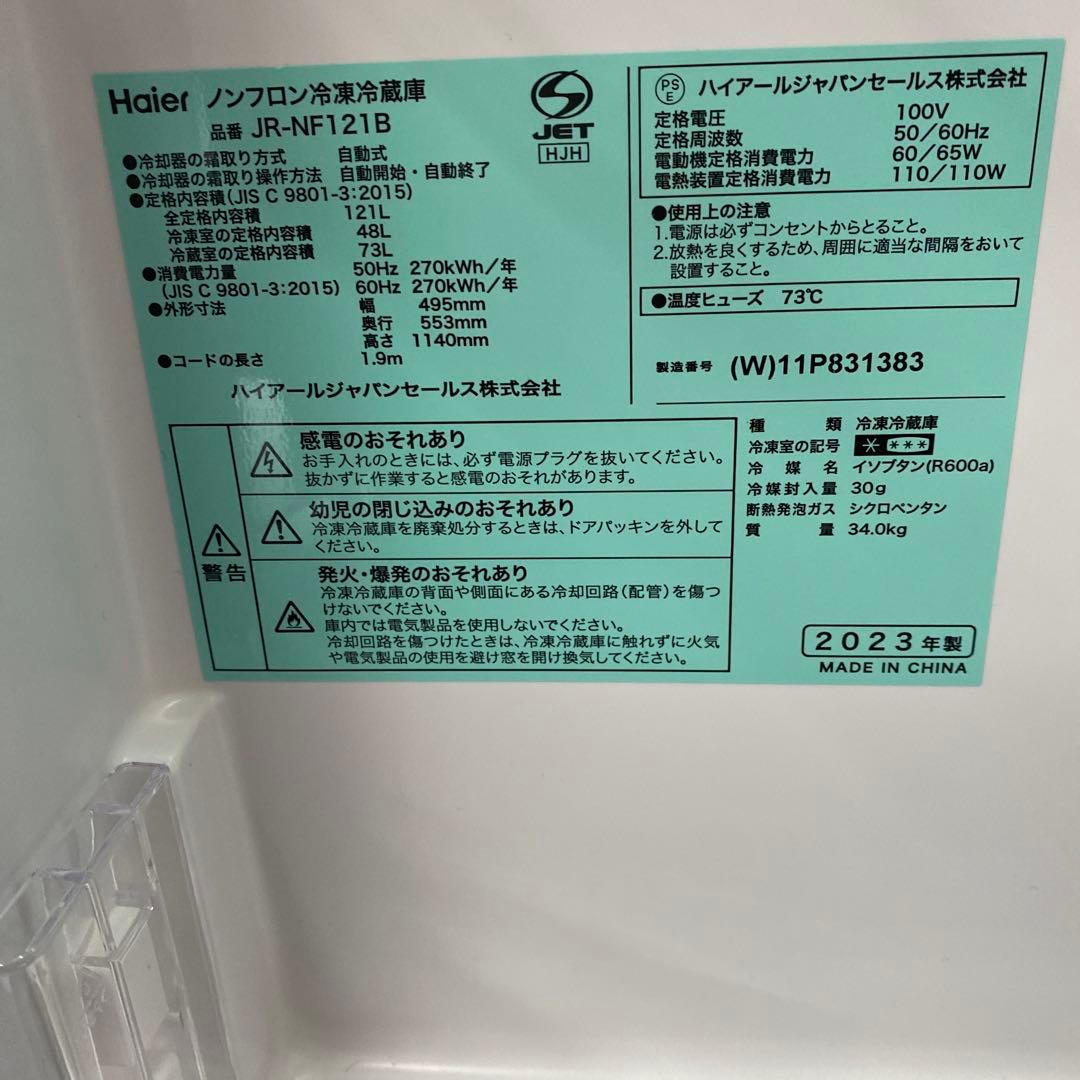 Haier ノンフロン冷凍冷蔵庫
品番 JR-NF121B
JET
HJH
●冷却器の霜取り方式 自動式
●冷却器の霜取り操作方法 自動開始・自動終了
●定格内容積(JIS C 9801-3:2015)
全定格内容積 121L
冷凍室の定格内容積 48L
冷蔵室の定格内容積 73L
●消費電力量 50Hz 270kWh/年
(JIS C 9801-3:2015) 60Hz 270kWh/年
●外形寸法 幅 495mm
奥行 553mm
高さ 1140mm
●コードの長さ 1.9m
ハイアールジャパンセールス株式会社
PSE ハイアールジャパンセールス株式会社
定格電圧 100V
定格周波数 50/60Hz
電動機定格消費電力 60/65W
電熱装置定格消費電力 110/110W
●使用上の注意
1.電源は必ずコンセントからとること。
2.放熱を良くするため、周囲に適当な間隔をおいて
設置すること。
●温度ヒューズ 73℃
製造番号 (W)11P831383
警告
感電のおそれあり
お手入れのときには、必ず電源プラグを抜いてください。
抜かずに作業すると感電のおそれがあります。
幼児の閉じ込みのおそれあり
冷凍冷蔵庫を廃棄処分するときは、ドアパッキンを外して
ください。
発火・爆発のおそれあり
冷凍冷蔵庫の背面や側面にある冷却回路(配管)を傷つ
けないでください。
庫内では電気製品を使用しないでください。
冷却回路を傷つけたときは、冷凍冷蔵庫に触れずに火気
や電気製品の使用を避け窓を開け換気してください。
種類 冷凍冷蔵庫
冷凍室の記号 * ***
冷媒名 イソブタン(R600a)
冷媒封入量 30g
断熱発泡ガス シクロペンタン
質量 34.0kg
2023年製
MADE IN CHINA